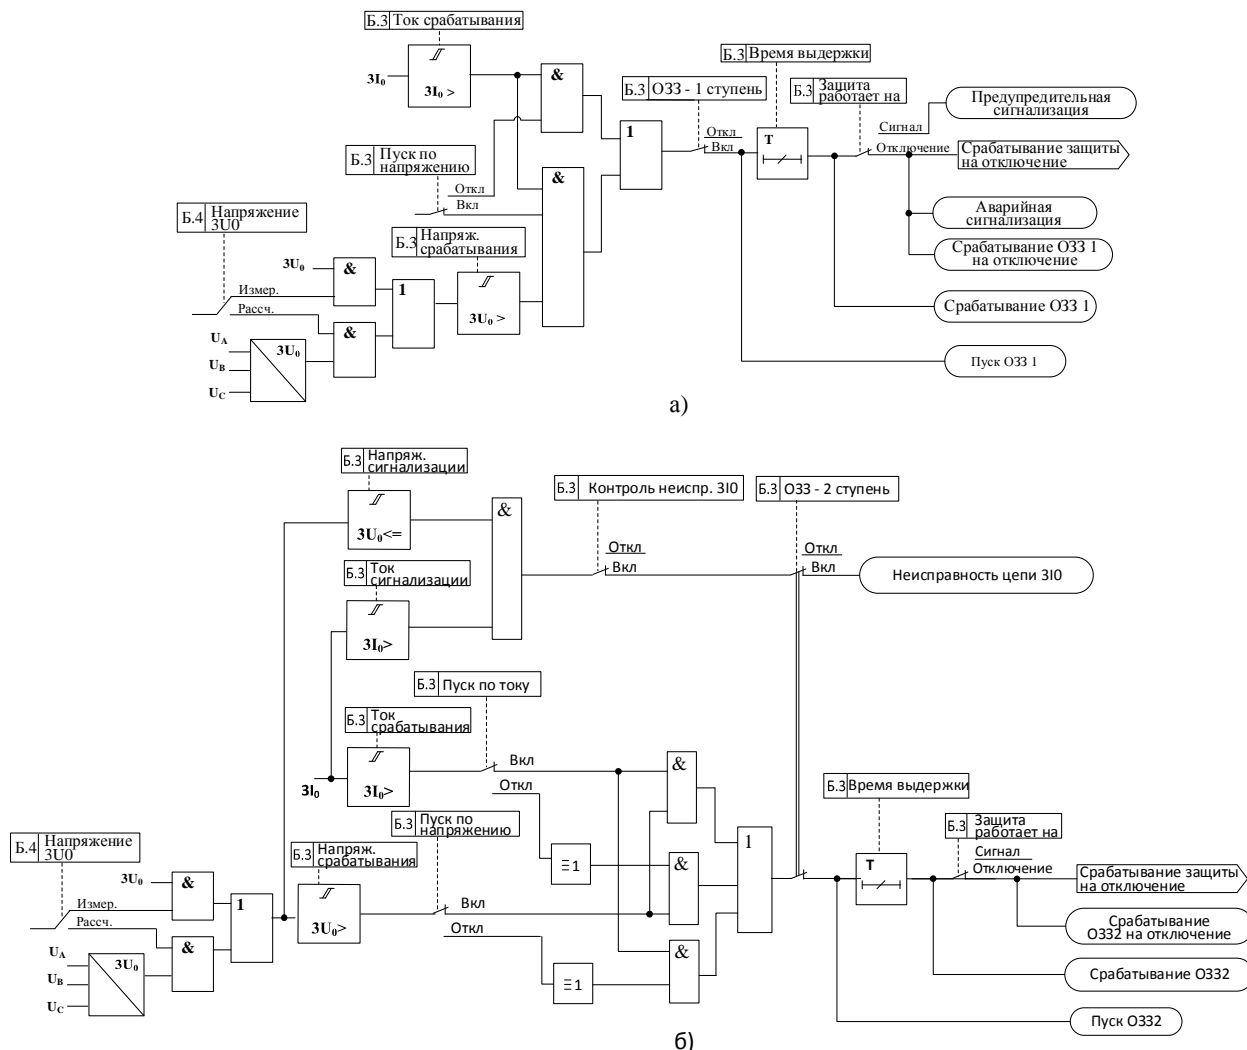 Б.3 Ток срабатывания
3I₀
3I₀ >
&
Б.3 Время выдержки
Б.3 ОЗЗ - 1 ступень
Б.3 Защита
работает на
Предупредительная
сигнализация
Сигнал
Откл
Вкл
T
1
Отключение
Срабатывание защиты
на отключение
Б.3 Пуск по
напряжению
&
Откл
Вкл
Б.4 Напряжение
3U0
Б.3 Напряж.
срабатывания
Аварийная
сигнализация
Срабатывание ОЗЗ 1
на отключение
3U₀
&
1
Измер.
Рассч.
3U₀ >
Срабатывание ОЗЗ 1
&
U_A
3U₀
U_B
U_C
Пуск ОЗЗ 1
а)
Б.3 Напряж.
сигнализации
Б.3 Контроль неиспр. 3I0
Б.3 ОЗЗ - 2 ступень
&
3U₀<=
Откл
Вкл
Откл
Вкл
Неисправность цепи 3I0
Б.3 Ток
сигнализации
3I₀>
Б.3 Пуск по току
Б.3 Ток
срабатывания
Вкл
&
3I₀
3I₀>
Откл
Б.3 Время выдержки
Б.3 Пуск по
напряжению
Б.3 Защита
работает на
Б.4 Напряжение
3U0
Б.3 Напряж.
срабатывания
1
Сигнал
Отключение
Ξ1
&
T
Срабатывание защиты
на отключение
3U₀
&
1
Измер.
Рассч.
3U₀>
Вкл
Откл
Срабатывание
ОЗЗ2 на отключение
&
&
U_A
3U₀
U_B
U_C
Ξ1
Срабатывание ОЗЗ2
Пуск ОЗЗ2
б)